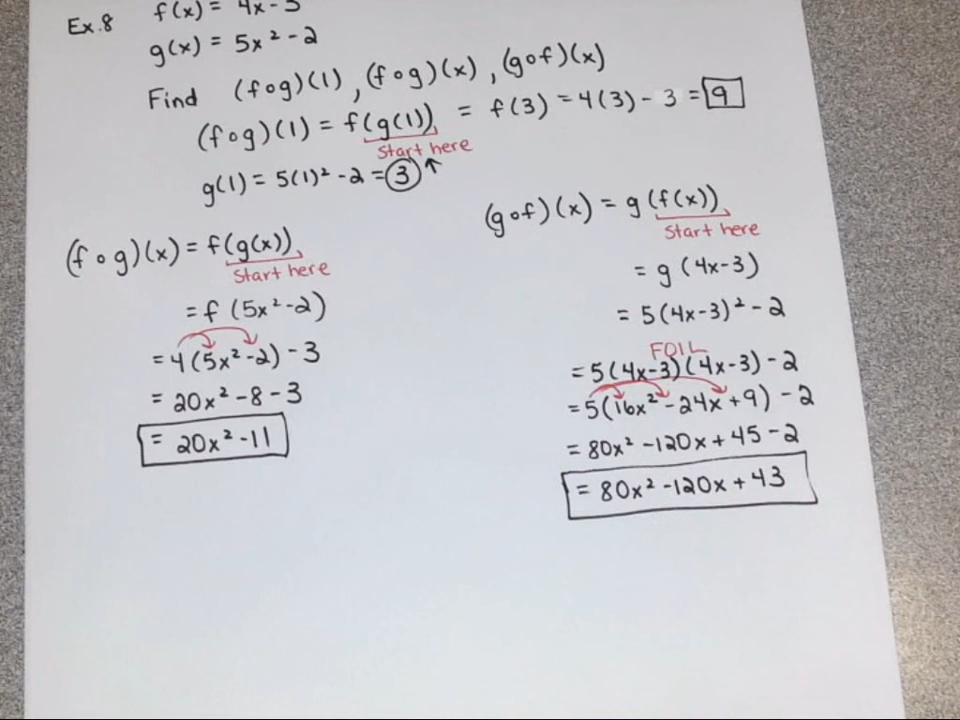 Ex.8 f(x) = 4x - 3
g(x) = 5x² - 2
Find (f∘g)(1), (f∘g)(x), (g∘f)(x)
(f∘g)(1) = f(g(1)) = f(3) = 4(3) - 3 = 9
Start here
g(1) = 5(1)² - 2 = 3
(f∘g)(x) = f(g(x))
Start here
= f(5x² - 2)
= 4(5x² - 2) - 3
= 20x² - 8 - 3
= 20x² - 11
(g∘f)(x) = g(f(x))
Start here
= g(4x-3)
= 5(4x-3)² - 2
FOIL
= 5(4x-3)(4x-3) - 2
= 5(16x² - 24x + 9) - 2
= 80x² - 120x + 45 - 2
= 80x² - 120x + 43